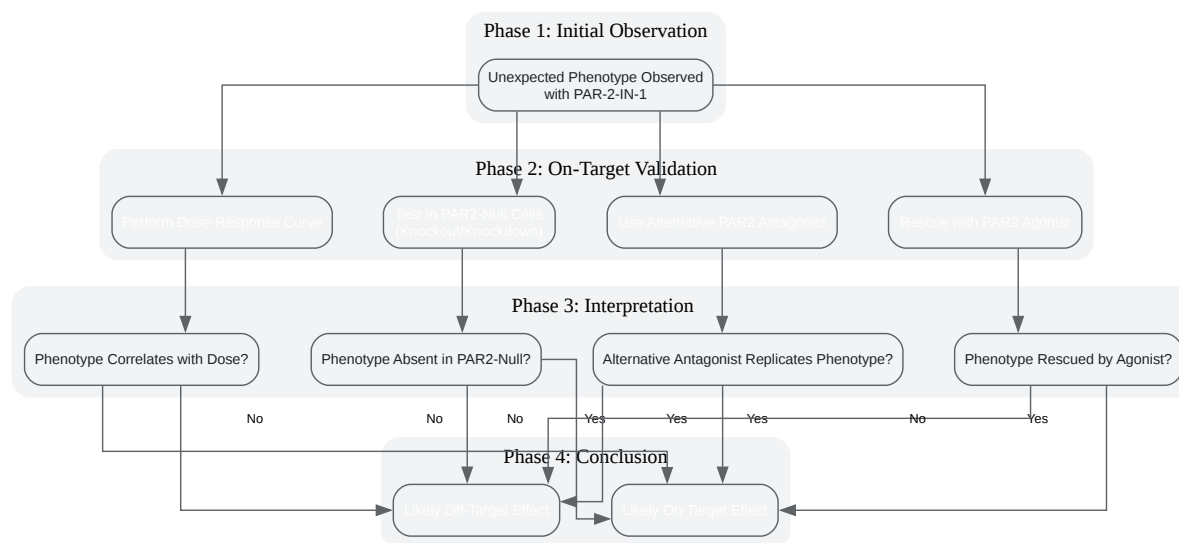 Phase 1: Initial Observation
Unexpected Phenotype Observed
with PAR-2-IN-1
Phase 2: On-Target Validation
Perform Dose-Response Curve
Test in PAR2-Null Cells
(Knockout/Knockdown)
Use Alternative PAR2 Antagonist
Rescue with PAR2 Agonist
Phase 3: Interpretation
Phenotype Correlates with Dose?
Phenotype Absent in PAR2-Null?
Alternative Antagonist Replicates Phenotype?
Phenotype Rescued by Agonist?
No
No
No
Yes
Yes
Yes
No
Yes
Phase 4: Conclusion
Likely Off-Target Effect
Likely On-Target Effect